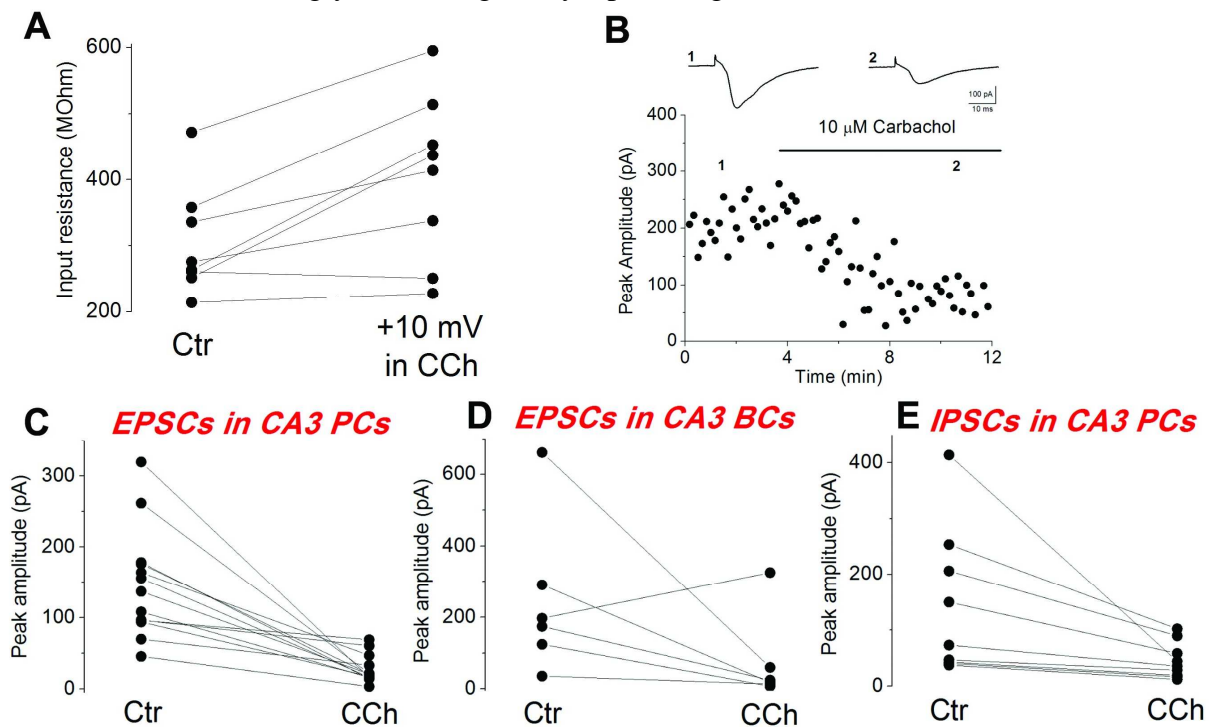 A
Input resistance (MOhm)
600
400
200
Ctr
+10 mV
in CCh
B
1
2
100 pA
10 ms
10 μM Carbachol
1
2
Peak Amplitude (pA)
400
300
200
100
0
0
4
8
12
Time (min)
C
EPSCs in CA3 PCs
Peak amplitude (pA)
300
200
100
0
Ctr
CCh
D
EPSCs in CA3 BCs
Peak amplitude (pA)
600
400
200
0
Ctr
CCh
E
IPSCs in CA3 PCs
Peak amplitude (pA)
400
200
0
Ctr
CCh